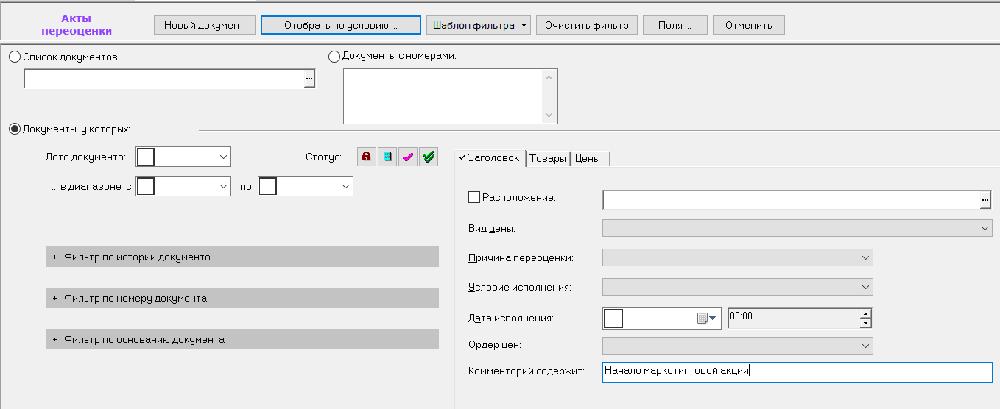 Акты переоценки
Новый документ
Отобрать по условию ...
Шаблон фильтра
Очистить фильтр
Поля ...
Отменить
Список документов:
...
Документы с номерами:
Документы, у которых:
Дата документа:
Статус:
... в диапазоне с
по
+ Фильтр по истории документа
+ Фильтр по номеру документа
+ Фильтр по основанию документа
Заголовок
Товары
Цены
Расположение:
...
Вид цены:
Причина переоценки:
Условие исполнения:
Дата исполнения:
00:00
Ордер цен:
Комментарий содержит:
Начало маркетинговой акции